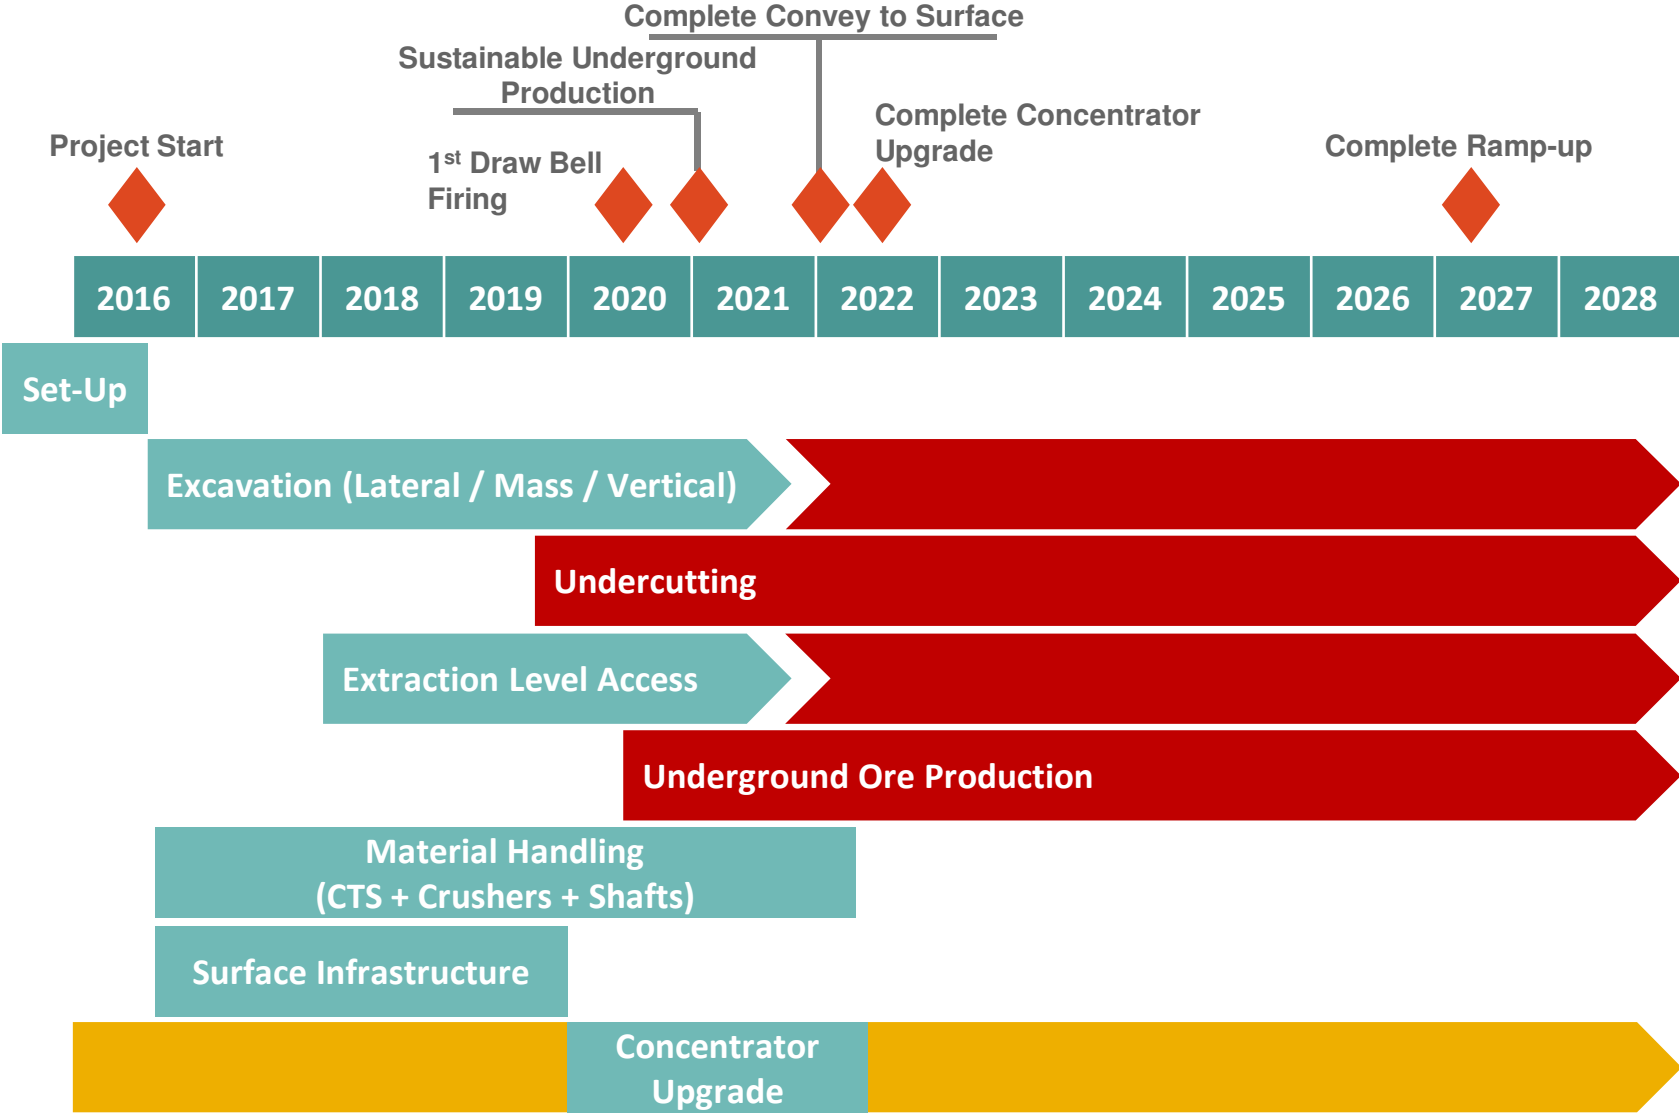 Complete Convey to Surface
Sustainable Underground
Production
Complete Concentrator
Upgrade
Project Start
1st Draw Bell
Firing
Complete Ramp-up
2016 2017 2018 2019 2020 2021 2022 2023 2024 2025 2026 2027 2028
Set-Up
Excavation (Lateral / Mass / Vertical)
Undercutting
Extraction Level Access
Underground Ore Production
Material Handling
(CTS + Crushers + Shafts)
Surface Infrastructure
Concentrator
Upgrade